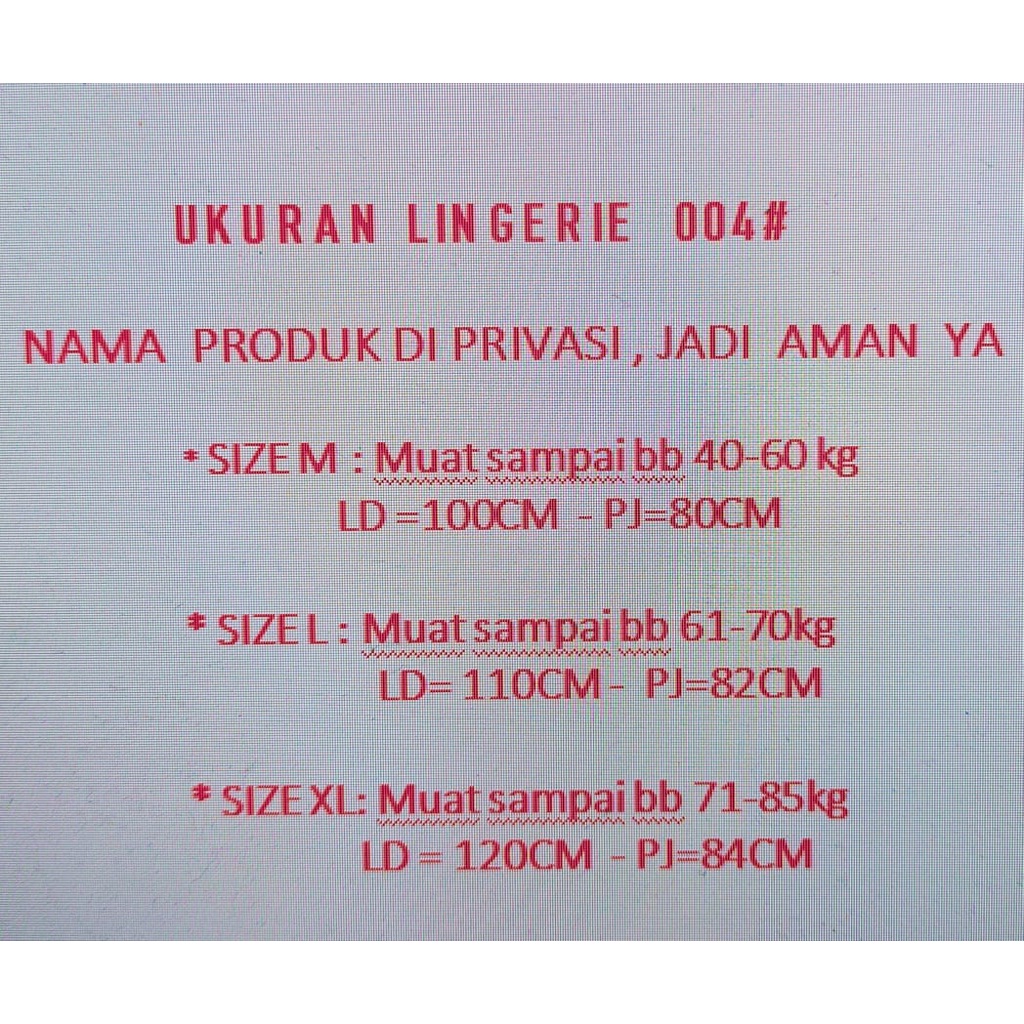 UKURAN LINGERIE 004#
NAMA PRODUK DI PRIVASI , JADI AMAN YA
* SIZE M : Muat sampai bb 40-60 kg
LD =100CM - PJ=80CM
* SIZE L : Muat sampai bb 61-70kg
LD= 110CM - PJ=82CM
* SIZE XL: Muat sampai bb 71-85kg
LD = 120CM - PJ=84CM